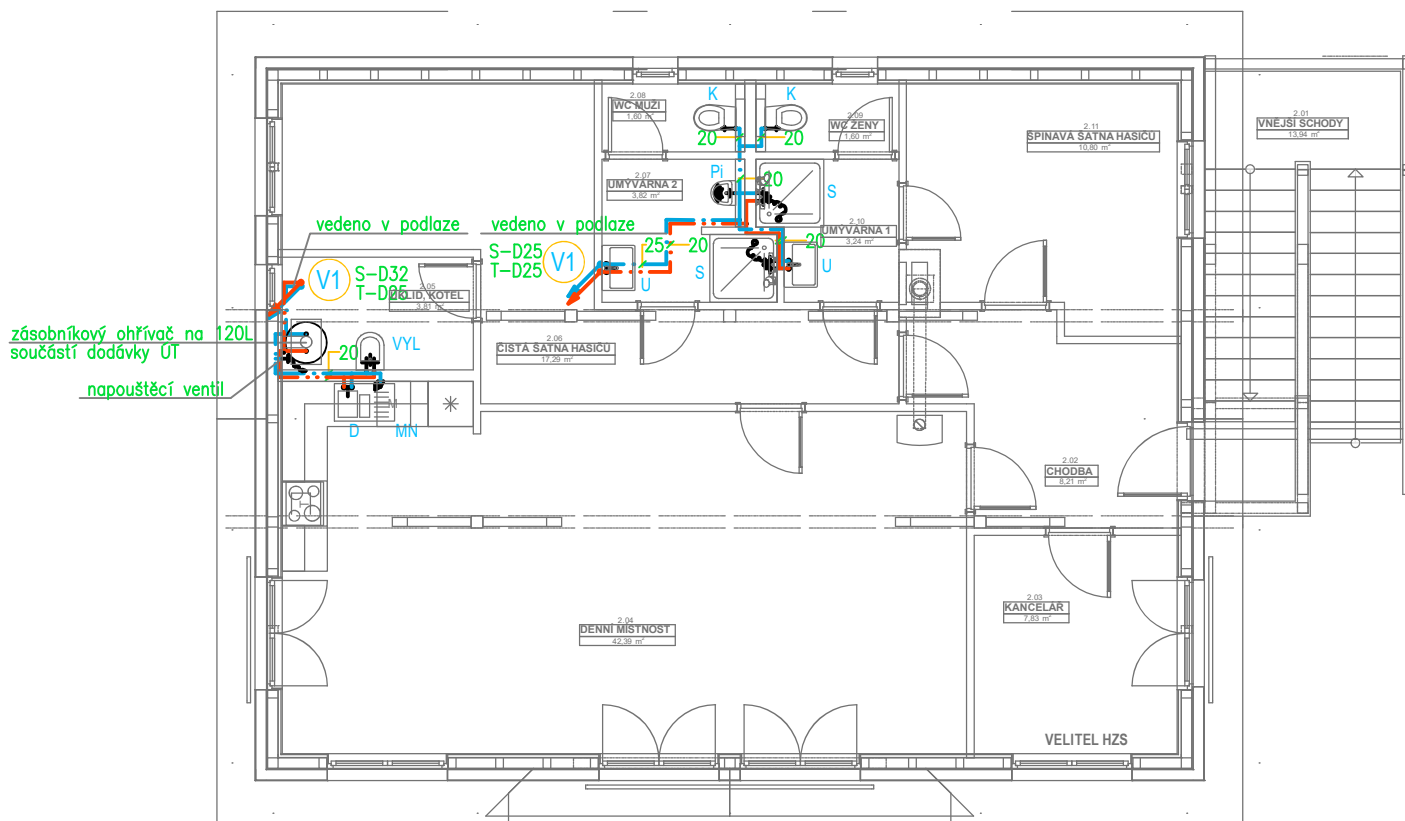 2.08
WC MUŽI
1,60 m²
K
K
2.09
WC ŽENY
1,60 m²
20
20
2.11
ŠPINAVÁ ŠATNA HASIČŮ
10,80 m²
2.01
VNĚJŠÍ SCHODY
13,94 m²
2.07
UMÝVÁRNA 2
3,82 m²
Pi
20
S
2.10
UMÝVÁRNA 1
3,24 m²
vedeno v podlaze
vedeno v podlaze
S-D25
T-D25
V1
25
20
20
S
U
U
V1
S-D32
T-D25
2.05
ÚKLID, KOTEL
3,81 m²
zásobníkový ohřívač na 120L
součástí dodávky ÚT
napouštěcí ventil
20
VYL
2.06
ČISTÁ ŠATNA HASIČŮ
17,29 m²
M
D
MN
2.02
CHODBA
8,21 m²
2.03
KANCELÁŘ
7,83 m²
2.04
DENNÍ MÍSTNOST
42,39 m²
VELITEL HZS